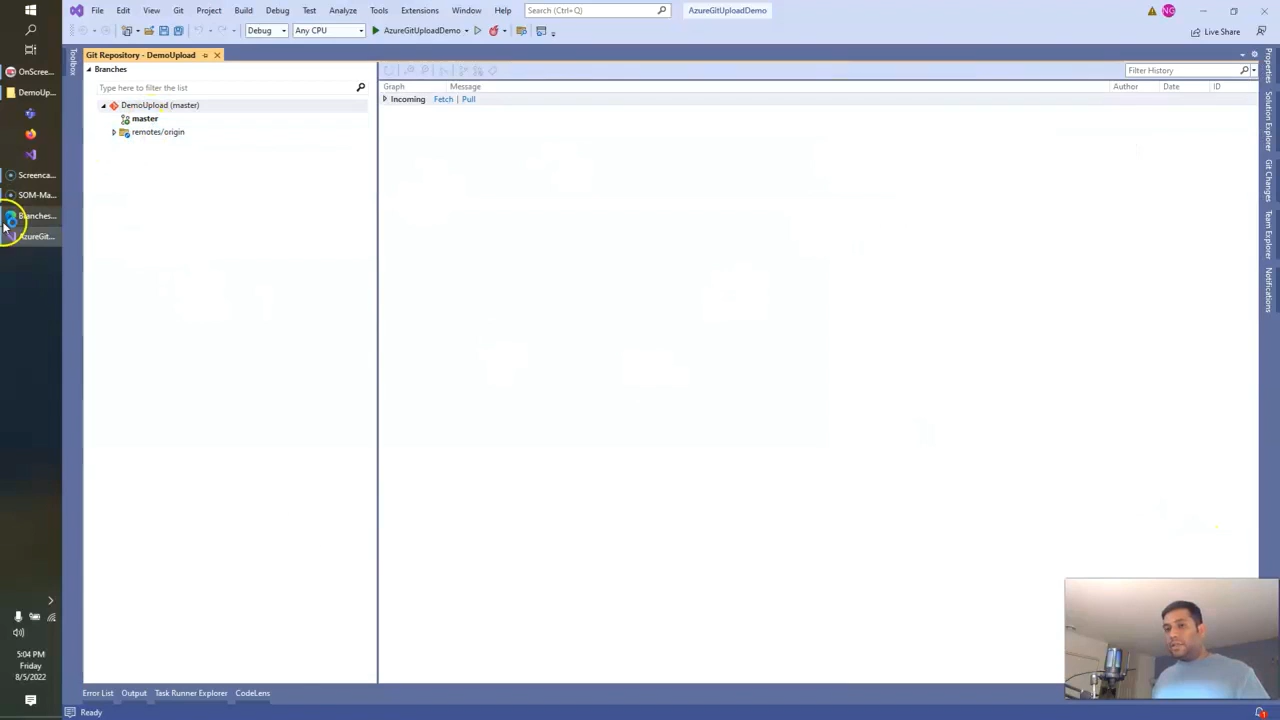 File Edit View Git Project Build Debug Test Analyze Tools Extensions Window Help Search (Ctrl+Q) AzureGitUploadDemo NG
Debug Any CPU AzureGitUploadDemo Live Share
Git Repository - DemoUpload
Branches
Type here to filter the list
DemoUpload (master)
master
remotes/origin
Filter History
Graph Message Author Date ID
Incoming Fetch | Pull
Toolbox
Properties
Solution Explorer
Git Changes
Team Explorer
Notifications
OnScree...
DemoUp...
Screenca...
SOM-Ma...
Branches...
AzureGit...
5:04 PM
Friday
8/5/2022
Error List Output Task Runner Explorer CodeLens
Ready
1